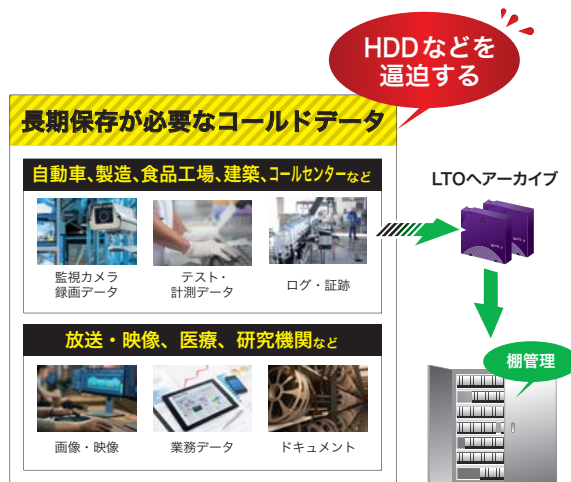 HDDなどを
逼迫する
長期保存が必要なコールドデータ
自動車、製造、食品工場、建築、コールセンターなど
監視カメラ
録画データ
テスト・
計測データ
ログ・証跡
LTOへアーカイブ
放送・映像、医療、研究機関など
画像・映像
業務データ
ドキュメント
棚管理